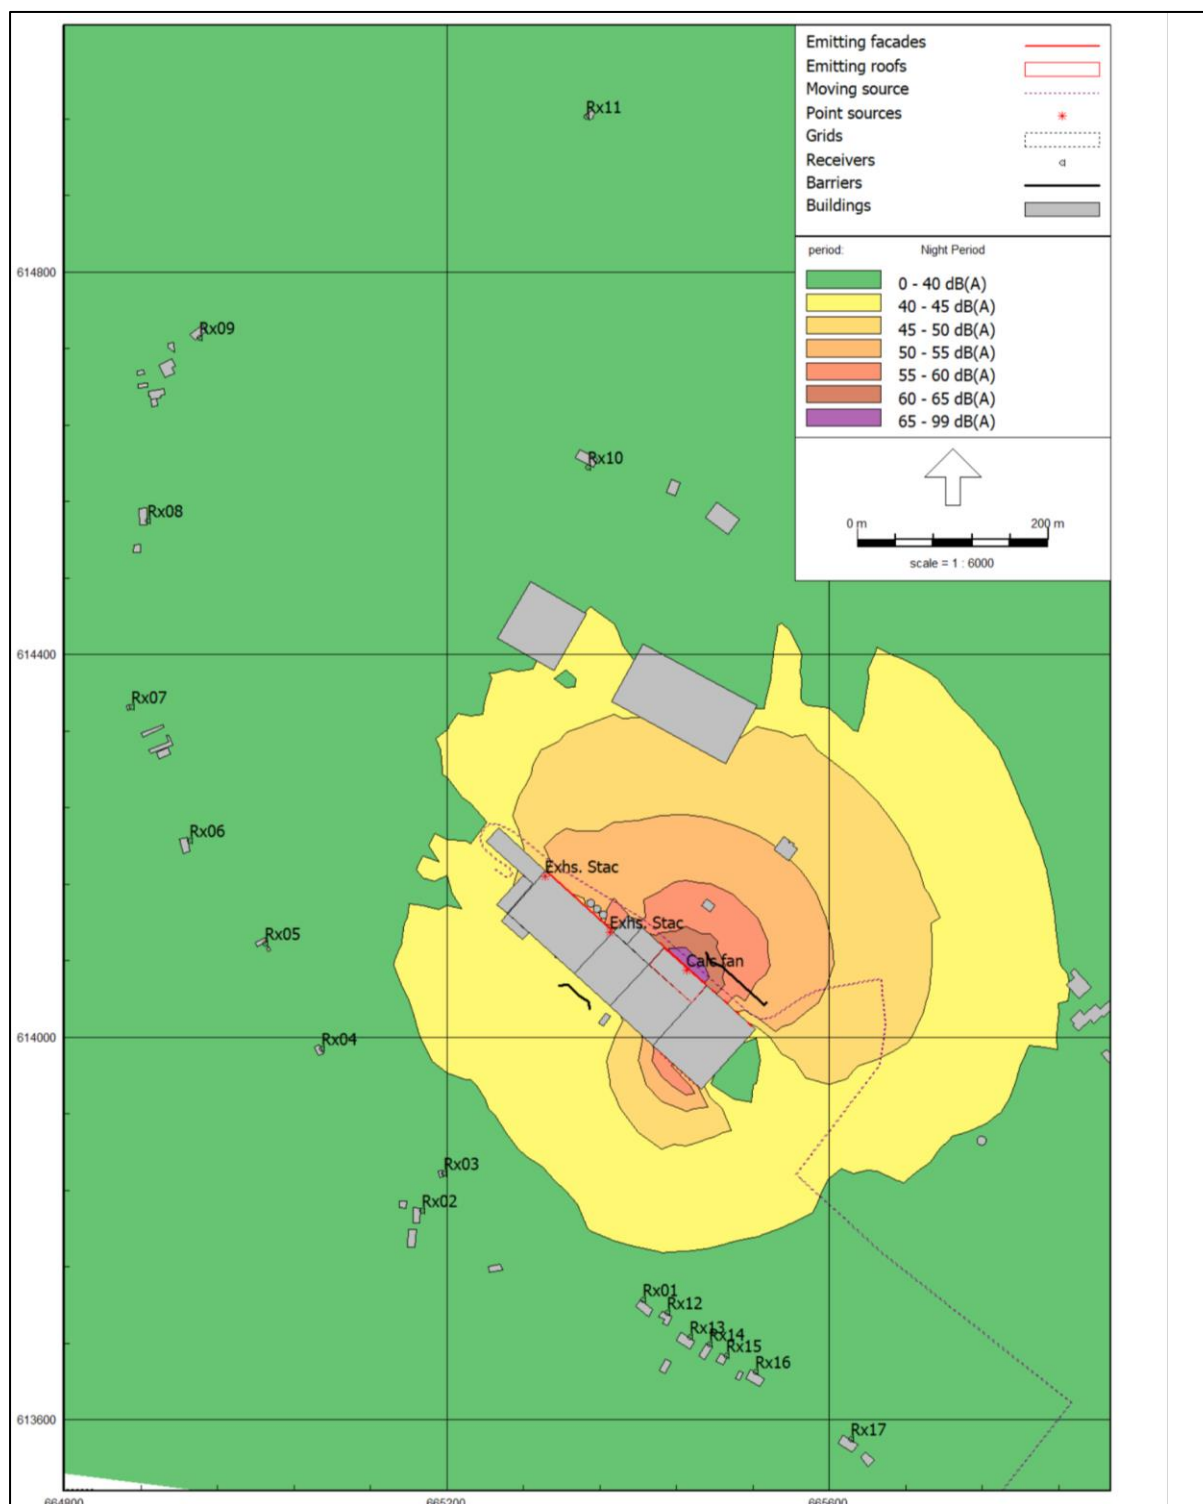 Emitting facades
Emitting roofs
Moving source
Point sources
Grids
Receivers
Barriers
Buildings
period: Night Period
0 - 40 dB(A)
40 - 45 dB(A)
45 - 50 dB(A)
50 - 55 dB(A)
55 - 60 dB(A)
60 - 65 dB(A)
65 - 99 dB(A)
0 m 200 m
scale = 1 : 6000
Rx11
614800
Rx09
Rx10
Rx08
614400
Rx07
Rx06
Exhs. Stac
Exhs. Stac
Rx05
Calc.fan
614000
Rx04
Rx03
Rx02
Rx01
Rx12
Rx13
Rx14
Rx15
Rx16
613600
Rx17
664800 665200 665600